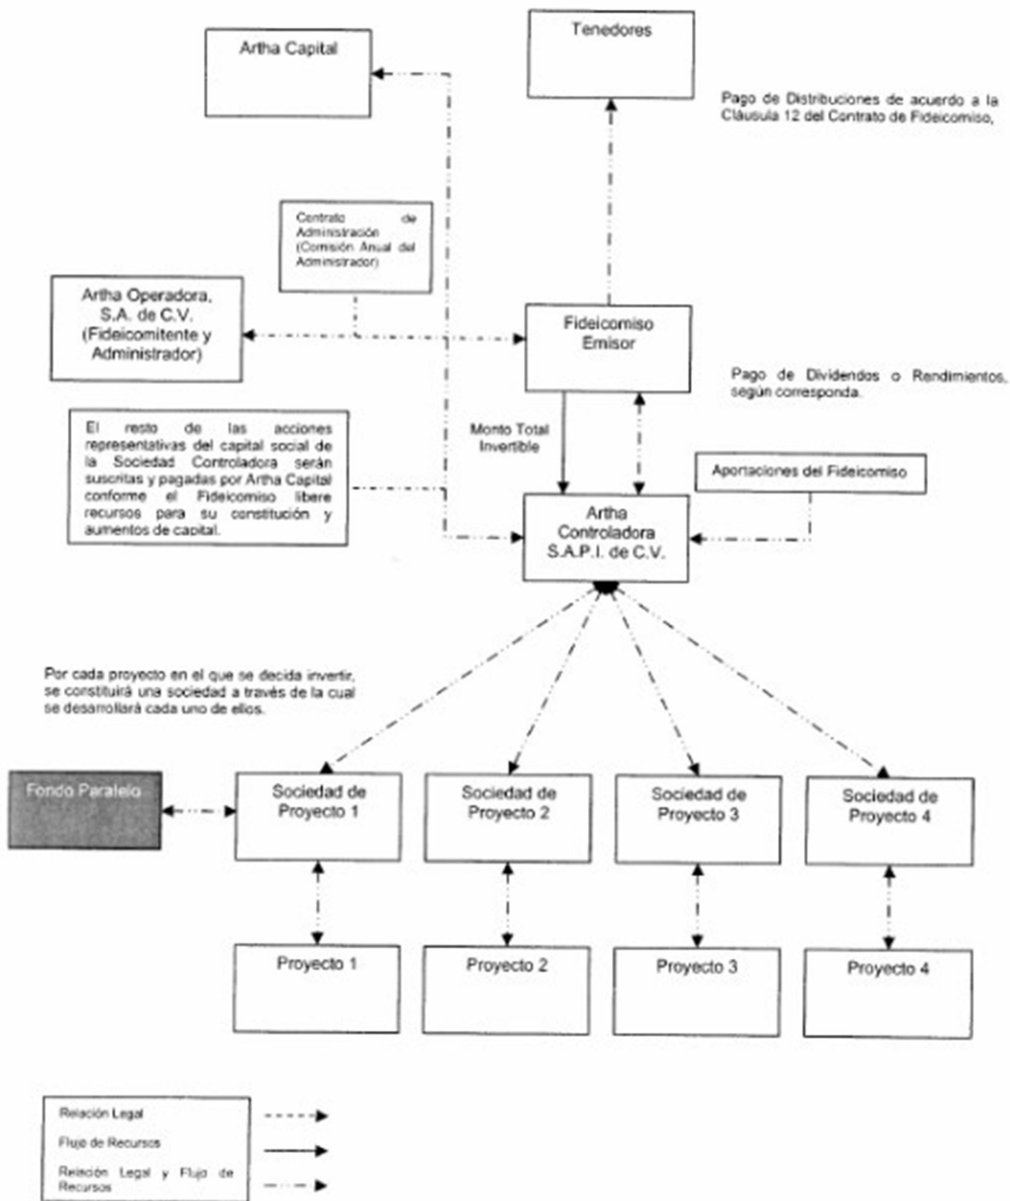 Artha Capital
Tenedores
Pago de Distribuciones de acuerdo a la
Cláusula 12 del Contrato de Fideicomiso,
Contrato de
Administración
(Comisión Anual del
Administrador)
Artha Operadora,
S.A. de C.V.
(Fideicomitente y
Administrador)
Fideicomiso
Emisor
Pago de Dividendos o Rendimientos,
según corresponda.
El resto de las acciones
representativas del capital social de
la Sociedad Controladora serán
suscritas y pagadas por Artha Capital
conforme el Fideicomiso libere
recursos para su constitución y
aumentos de capital.
Monto Total
Invertible
Aportaciones del Fideicomiso
Artha
Controladora
S.A.P.I. de C.V.
Por cada proyecto en el que se decida invertir,
se constituirá una sociedad a través de la cual
se desarrollará cada uno de ellos.
Fondo Paralelo
Sociedad de
Proyecto 1
Sociedad de
Proyecto 2
Sociedad de
Proyecto 3
Sociedad de
Proyecto 4
Proyecto 1
Proyecto 2
Proyecto 3
Proyecto 4
Relación Legal
Flujo de Recursos
Relación Legal y Flujo de
Recursos